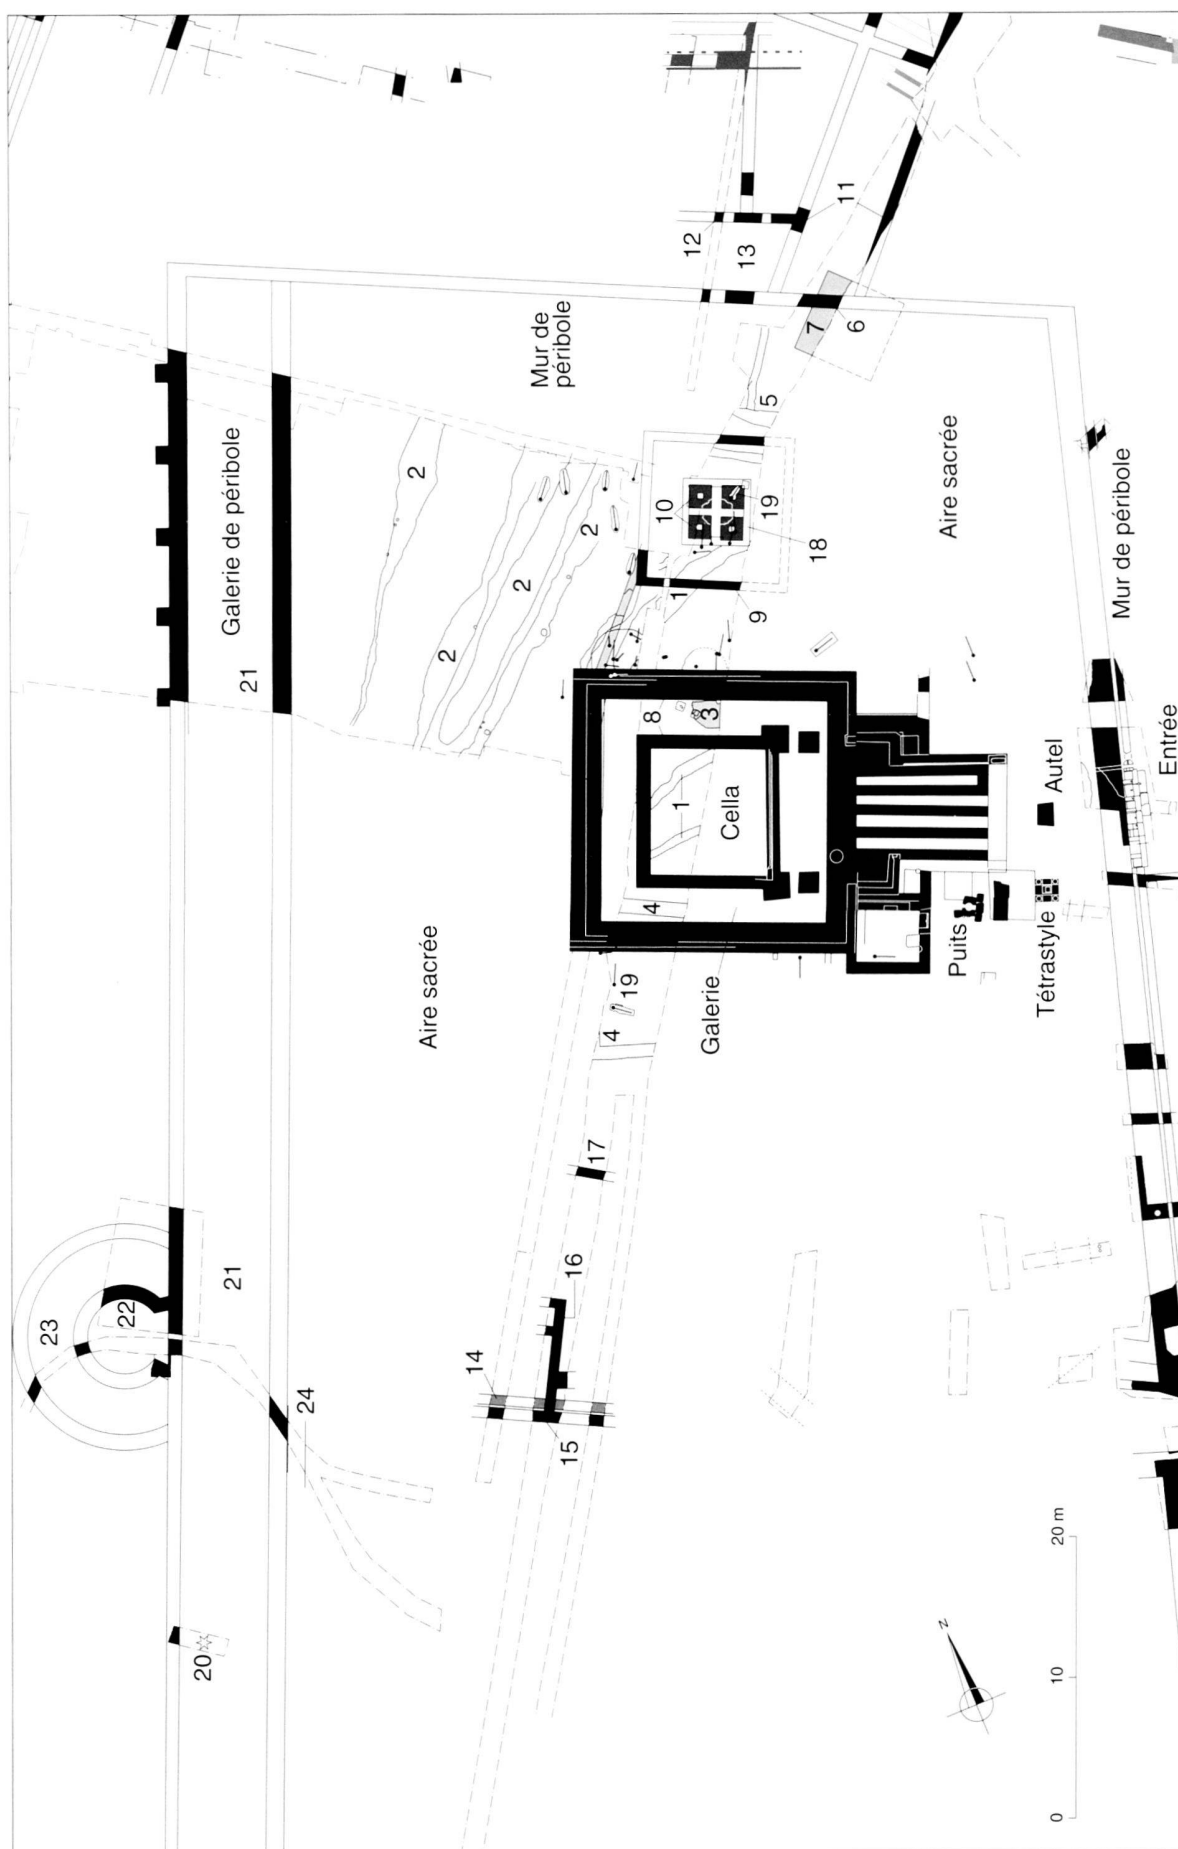 23
22
20
21
Galerie de péribole
21
24
2
Aire sacrée
2
14
2
Mur de
péribole
15
16
2
17
4
19
4
8
10
1
1
12
Galerie
3
Cella
13
9
5
19
7
18
11
6
Aire sacrée
N
Puits
Tétrastyle
Autel
0 10 20 m
Mur de péribole
Entrée